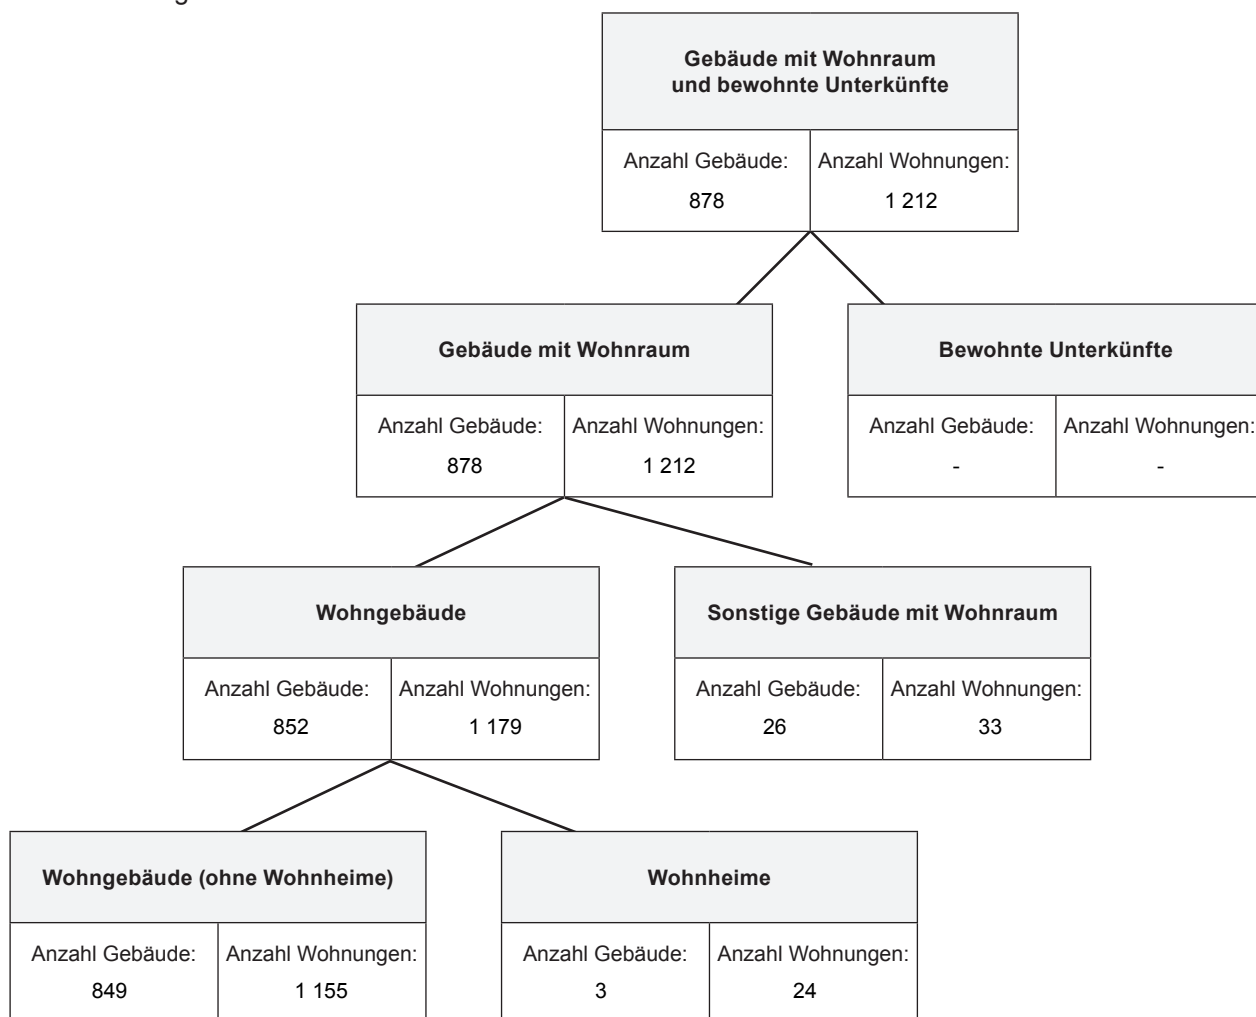 Gebäude mit Wohnraum
und bewohnte Unterkünfte
Anzahl Gebäude: Anzahl Wohnungen:
878 1 212
Gebäude mit Wohnraum Bewohnte Unterkünfte
Anzahl Gebäude: Anzahl Wohnungen: Anzahl Gebäude: Anzahl Wohnungen:
878 1 212 - -
Wohngebäude Sonstige Gebäude mit Wohnraum
Anzahl Gebäude: Anzahl Wohnungen: Anzahl Gebäude: Anzahl Wohnungen:
852 1 179 26 33
Wohngebäude (ohne Wohnheime) Wohnheime
Anzahl Gebäude: Anzahl Wohnungen: Anzahl Gebäude: Anzahl Wohnungen:
849 1 155 3 24